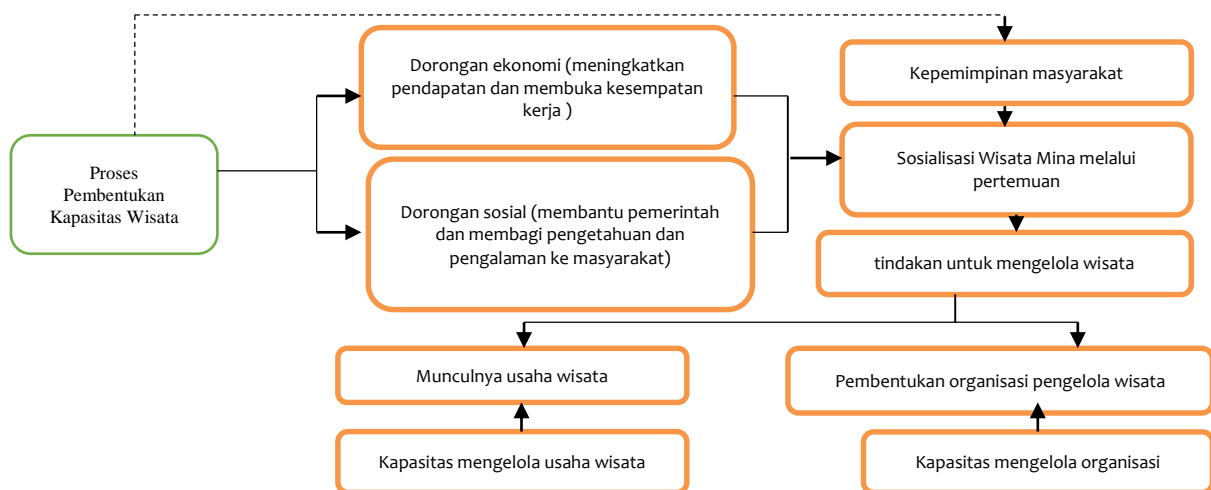 Proses
Pembentukan
Kapasitas Wisata
Dorongan ekonomi (meningkatkan
pendapatan dan membuka kesempatan
kerja )
Dorongan sosial (membantu pemerintah
dan membagi pengetahuan dan
pengalaman ke masyarakat)
Kepemimpinan masyarakat
Sosialisasi Wisata Mina melalui
pertemuan
tindakan untuk mengelola wisata
Munculnya usaha wisata
Pembentukan organisasi pengelola wisata
Kapasitas mengelola usaha wisata
Kapasitas mengelola organisasi